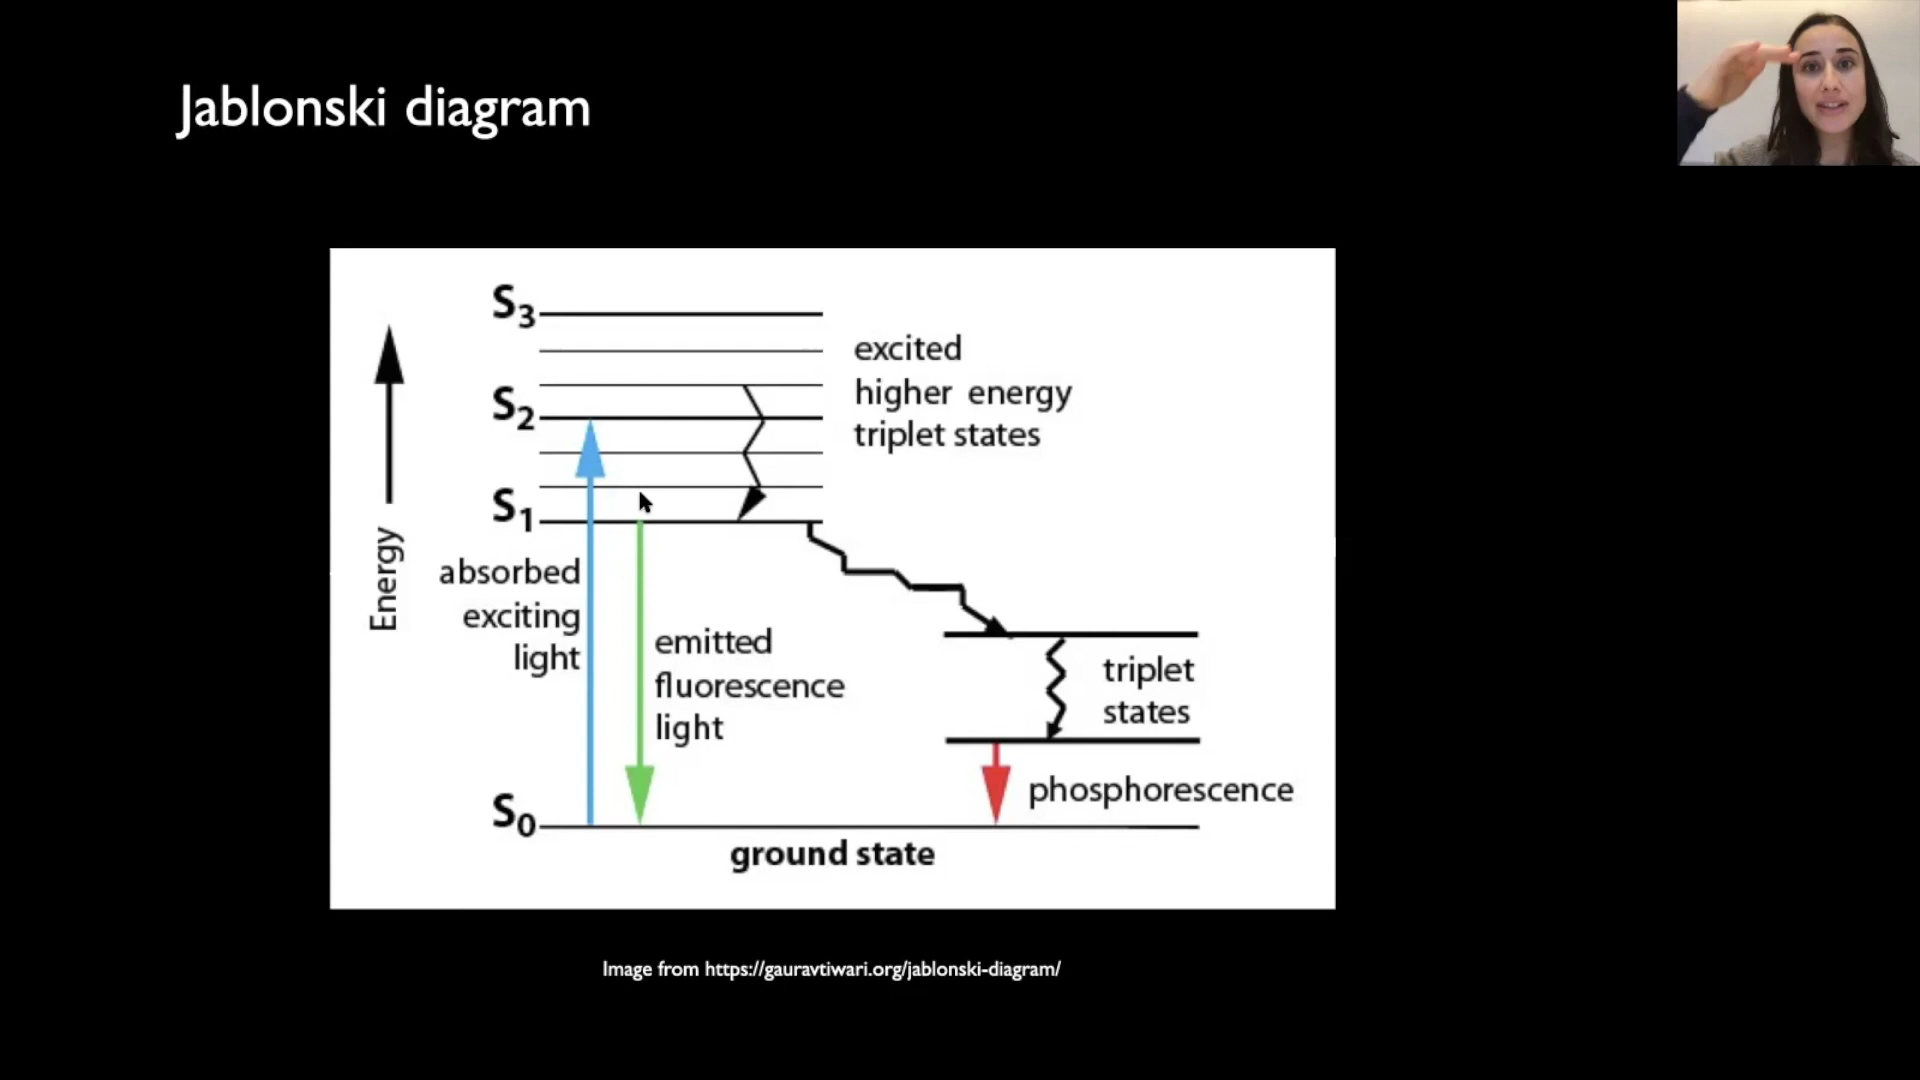 Jablonski diagram
S3
excited
higher energy
triplet states
S2
S1
Energy
absorbed
exciting
light
emitted
fluorescence
light
triplet
states
phosphorescence
S0
ground state
Image from https://gauravtiwari.org/jablonski-diagram/